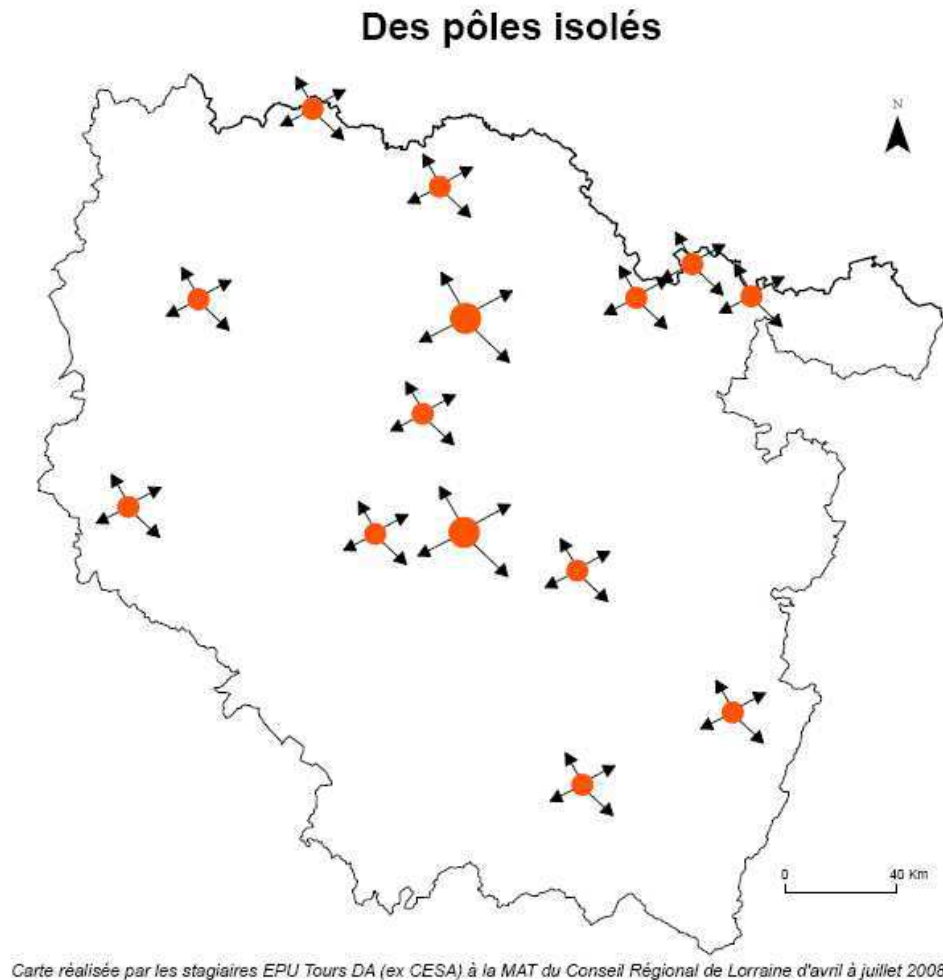 Des pôles isolés
N
0 40 Km
Carte réalisée par les stagiaires EPU Tours DA (ex CESA) à la MAT du Conseil Régional de Lorraine d'avril à juillet 2008